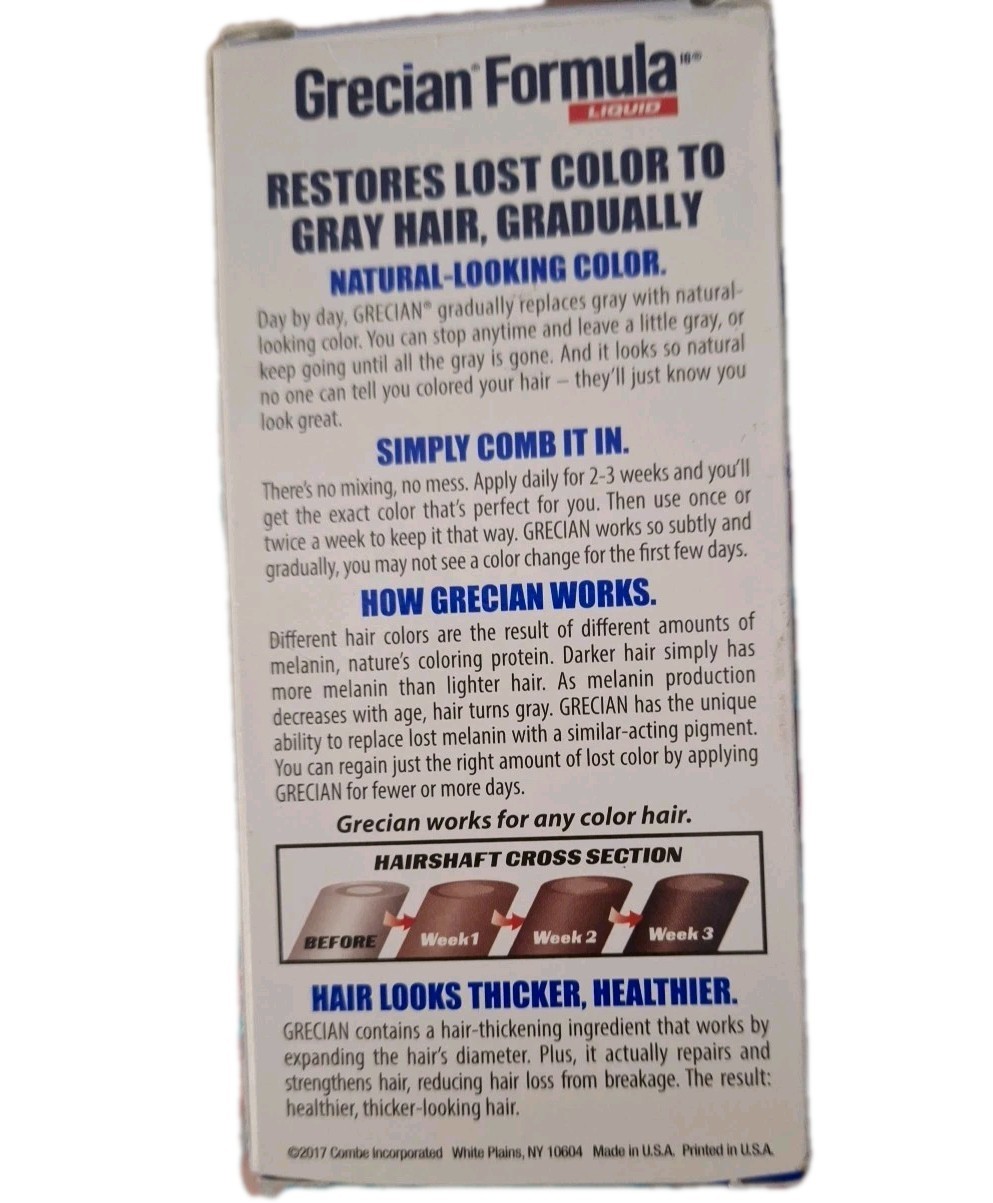 Grecian® Formula 16®
LIQUID
RESTORES LOST COLOR TO
GRAY HAIR, GRADUALLY
NATURAL-LOOKING COLOR.
Day by day, GRECIAN® gradually replaces gray with natural-
looking color. You can stop anytime and leave a little gray, or
keep going until all the gray is gone. And it looks so natural
no one can tell you colored your hair – they'll just know you
look great.
SIMPLY COMB IT IN.
There's no mixing, no mess. Apply daily for 2-3 weeks and you'll
get the exact color that's perfect for you. Then use once or
twice a week to keep it that way. GRECIAN works so subtly and
gradually, you may not see a color change for the first few days.
HOW GRECIAN WORKS.
Different hair colors are the result of different amounts of
melanin, nature's coloring protein. Darker hair simply has
more melanin than lighter hair. As melanin production
decreases with age, hair turns gray. GRECIAN has the unique
ability to replace lost melanin with a similar-acting pigment.
You can regain just the right amount of lost color by applying
GRECIAN for fewer or more days.
Grecian works for any color hair.
HAIRSHAFT CROSS SECTION
BEFORE Week 1 Week 2 Week 3
HAIR LOOKS THICKER, HEALTHIER.
GRECIAN contains a hair-thickening ingredient that works by
expanding the hair's diameter. Plus, it actually repairs and
strengthens hair, reducing hair loss from breakage. The result:
healthier, thicker-looking hair.
©2017 Combe Incorporated White Plains, NY 10604 Made in U.S.A. Printed in U.S.A.